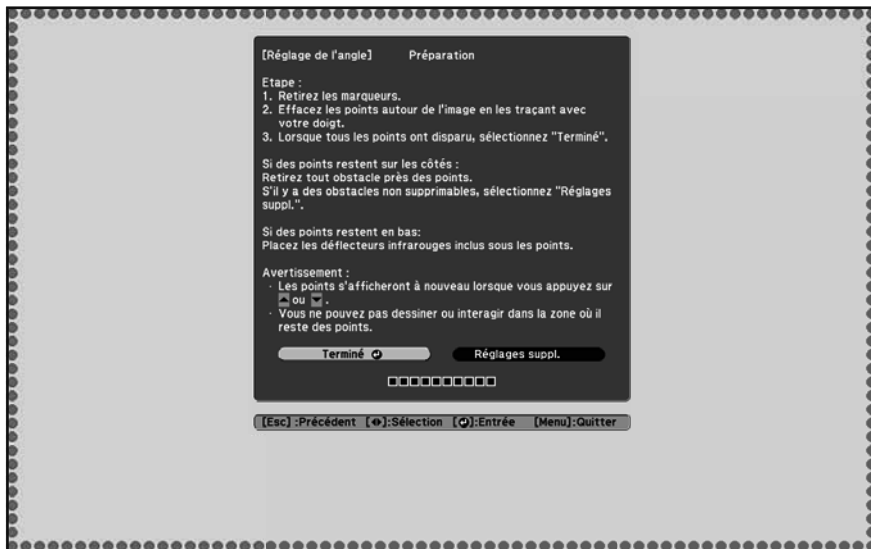 [Réglage de l'angle] Préparation
Etape :
1. Retirez les marqueurs.
2. Effacez les points autour de l'image en les traçant avec
votre doigt.
3. Lorsque tous les points ont disparu, sélectionnez "Terminé".
Si des points restent sur les côtés :
Retirez tout obstacle près des points.
S'il y a des obstacles non supprimables, sélectionnez "Réglages
suppl.".
Si des points restent en bas:
Placez les déflecteurs infrarouges inclus sous les points.
Avertissement :
· Les points s'afficheront à nouveau lorsque vous appuyez sur
ou .
· Vous ne pouvez pas dessiner ou interagir dans la zone où il
reste des points.
Terminé Réglages suppl.
[Esc] :Précédent [ ]:Sélection [ ]:Entrée [Menu]:Quitter